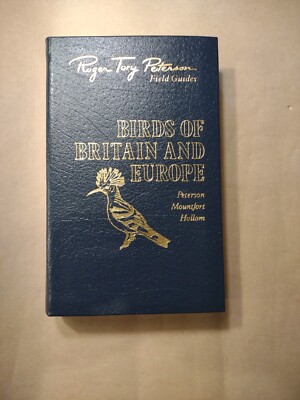 Roger Tory Peterson
Field Guides
BIRDS OF
BRITAIN AND
EUROPE
Peterson
Mountfort
Hollom